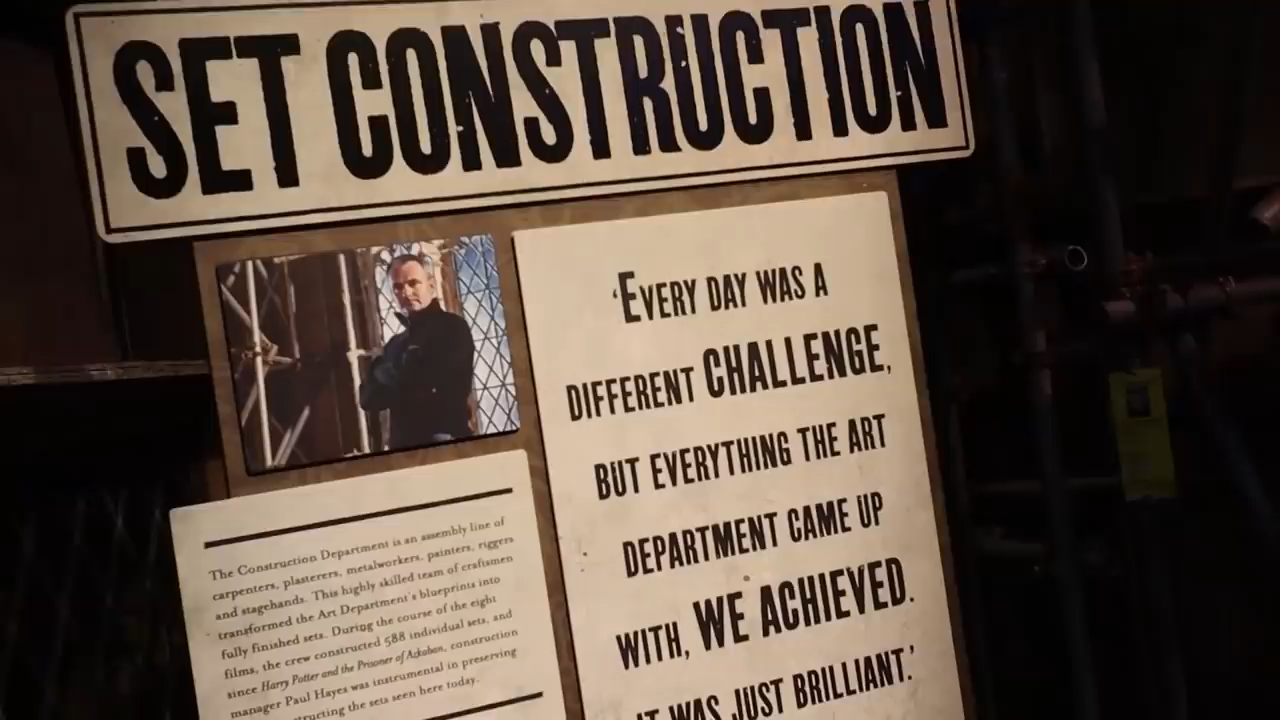 SET CONSTRUCTION
The Construction Department is an assembly line of
carpenters, plasterers, metalworkers, painters, riggers
and stagehands. This highly skilled team of craftsmen
transformed the Art Department's blueprints into
fully finished sets. During the course of the eight
films, the crew constructed 588 individual sets, and
since Harry Potter and the Prisoner of Azkaban, construction
manager Paul Hayes was instrumental in preserving
the sets seen here today.
'EVERY DAY WAS A
DIFFERENT CHALLENGE,
BUT EVERYTHING THE ART
DEPARTMENT CAME UP
WITH, WE ACHIEVED.
IT WAS JUST BRILLIANT.'